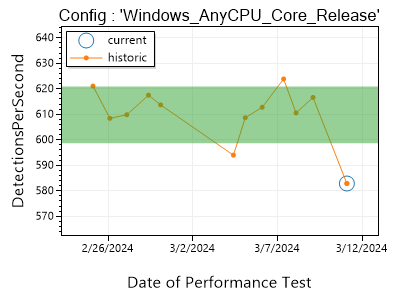 Config : 'Windows_AnyCPU_Core_Release'
current
historic
DetectionsPerSecond
640
630
620
610
600
590
580
570
2/26/2024
3/2/2024
3/7/2024
3/12/2024
Date of Performance Test